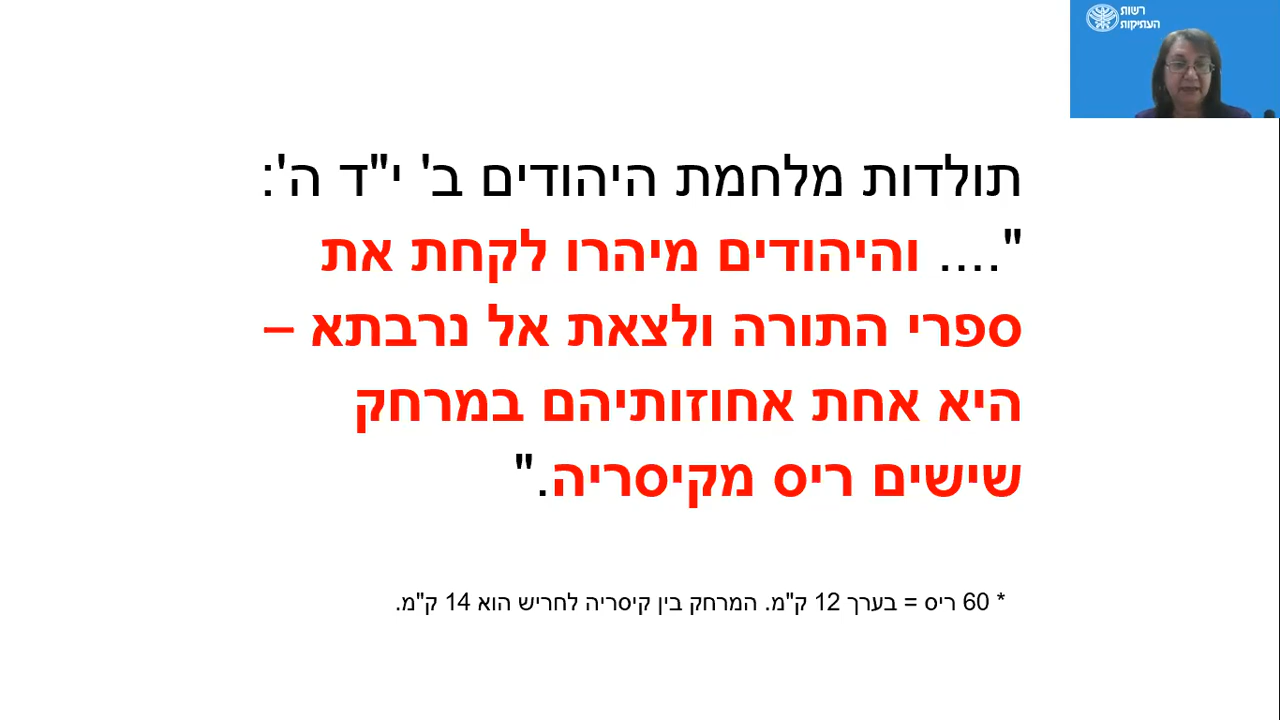 רשות
העתיקות
תולדות מלחמת היהודים ב' י"ד ה':
".... והיהודים מיהרו לקחת את
ספרי התורה ולצאת אל נרבתא –
היא אחת אחוזותיהם במרחק
שישים ריס מקיסריה."
* 60 ריס = בערך 12 ק"מ. המרחק בין קיסריה לחריש הוא 14 ק"מ.